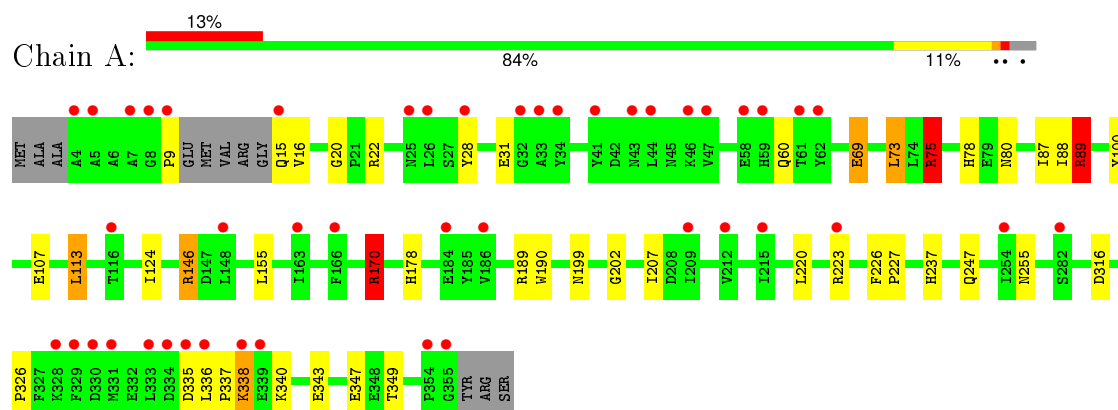 13%
Chain A:
84% 11% • • •
MET ALA ALA A4 A5 A6 A7 G8 P9 GLU MET VAL ARG GLY Q15 V16 G20 P21 R22 N25 L26 S27 Y28 E31 G32 A33 Y34 Y41 D42 N43 L44 N45 K46 V47 E58 H59 Q60 T61 Y62 E69 L73 L74 R75 H78 E79 N80 I87 I88 R89
E107 L113 T116 I124 R146 D147 L148 L155 I163 F166 R170 H178 E184 Y185 V186 R189 W190 N199 G202 I207 D208 I209 V212 I215 L220 R223 F226 P227 H237 Q247 I254 N255 S282 D316
P326 F327 K328 F329 D330 M331 E332 L333 D334 D335 L336 P337 K338 E339 K340 E343 E347 E348 T349 P354 G355 TYR ARG SER